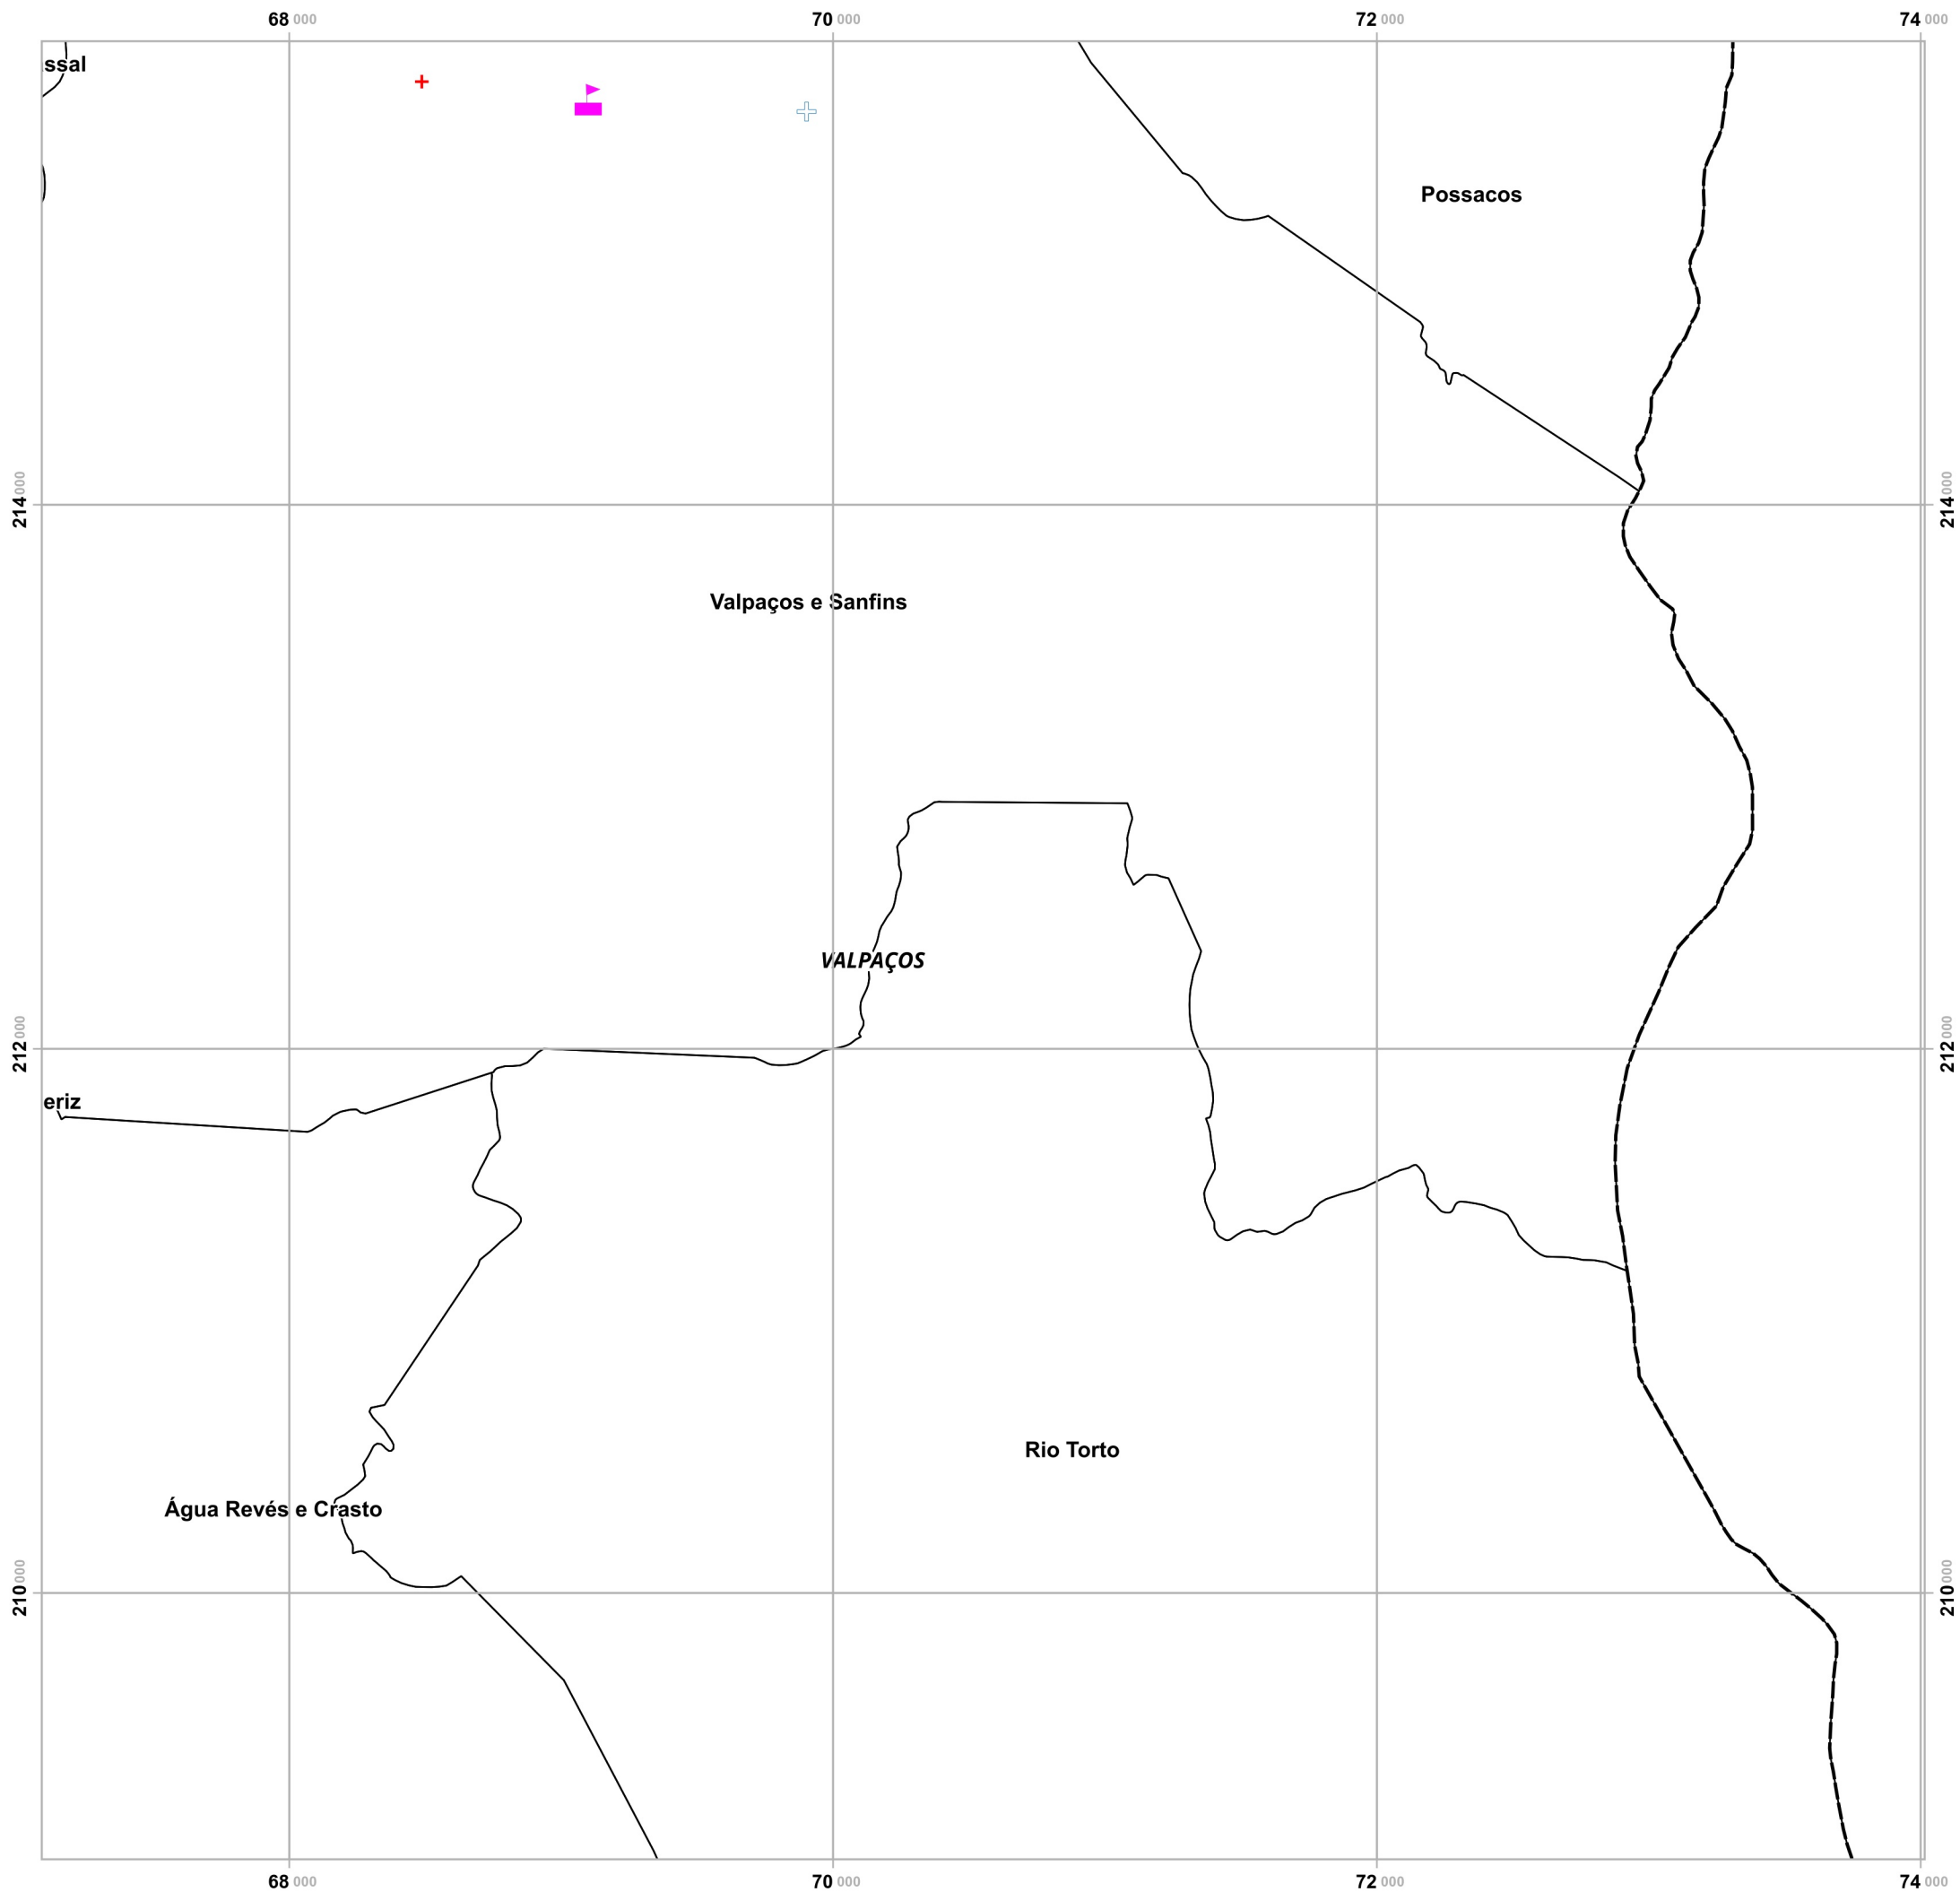 68 000 70 000 72 000 74 000
ssal
Possacos
214 000 214 000
Valpaços e Sanfins
VALPAÇOS
212 000 212 000
eriz
Rio Torto
Água Revés e Crasto
210 000 210 000
68 000 70 000 72 000 74 000